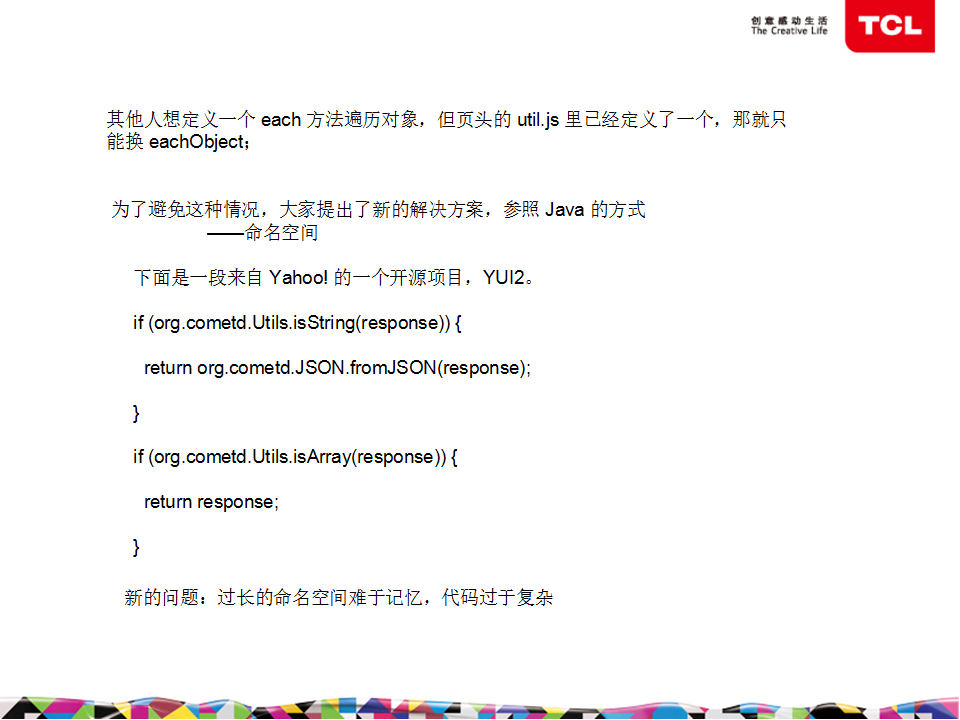 创意感动生活
The Creative Life
TCL
其他人想定义一个 each 方法遍历对象，但页头的 util.js 里已经定义了一个，那就只
能换 eachObject；
为了避免这种情况，大家提出了新的解决方案，参照 Java 的方式
——命名空间
下面是一段来自 Yahoo! 的一个开源项目，YUI2。
if (org.cometd.Utils.isString(response)) {
return org.cometd.JSON.fromJSON(response);
}
if (org.cometd.Utils.isArray(response)) {
return response;
}
新的问题：过长的命名空间难于记忆，代码过于复杂